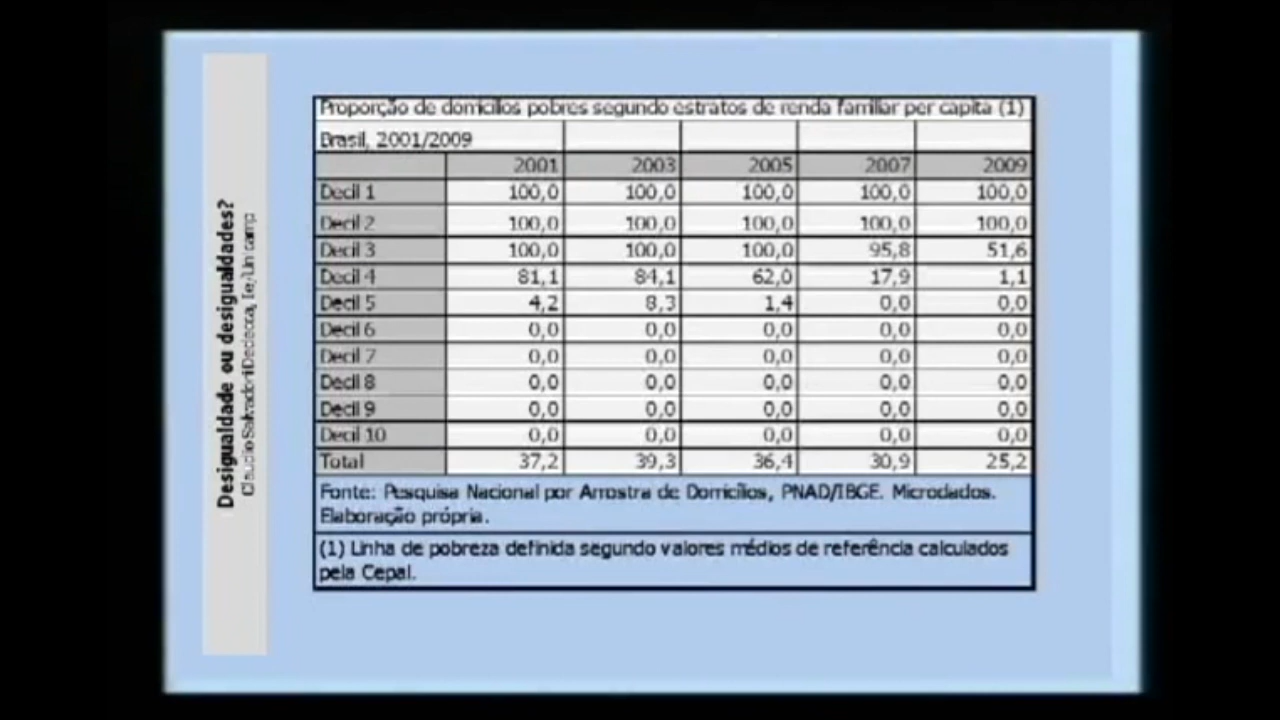 Desigualdade ou desigualdades?
Claudio Salvadori Dedecca, Ie/Unicamp
Proporção de domicílios pobres segundo estratos de renda familiar per capita (1)
Brasil, 2001/2009
2001 2003 2005 2007 2009
Decil 1 100,0 100,0 100,0 100,0 100,0
Decil 2 100,0 100,0 100,0 100,0 100,0
Decil 3 100,0 100,0 100,0 95,8 51,6
Decil 4 81,1 84,1 62,0 17,9 1,1
Decil 5 4,2 8,3 1,4 0,0 0,0
Decil 6 0,0 0,0 0,0 0,0 0,0
Decil 7 0,0 0,0 0,0 0,0 0,0
Decil 8 0,0 0,0 0,0 0,0 0,0
Decil 9 0,0 0,0 0,0 0,0 0,0
Decil 10 0,0 0,0 0,0 0,0 0,0
Total 37,2 39,3 36,4 30,9 25,2
Fonte: Pesquisa Nacional por Amostra de Domicílos, PNAD/IBGE. Microdados.
Elaboração própria.
(1) Linha de pobreza definida segundo valores médios de referência calculados
pela Cepal.